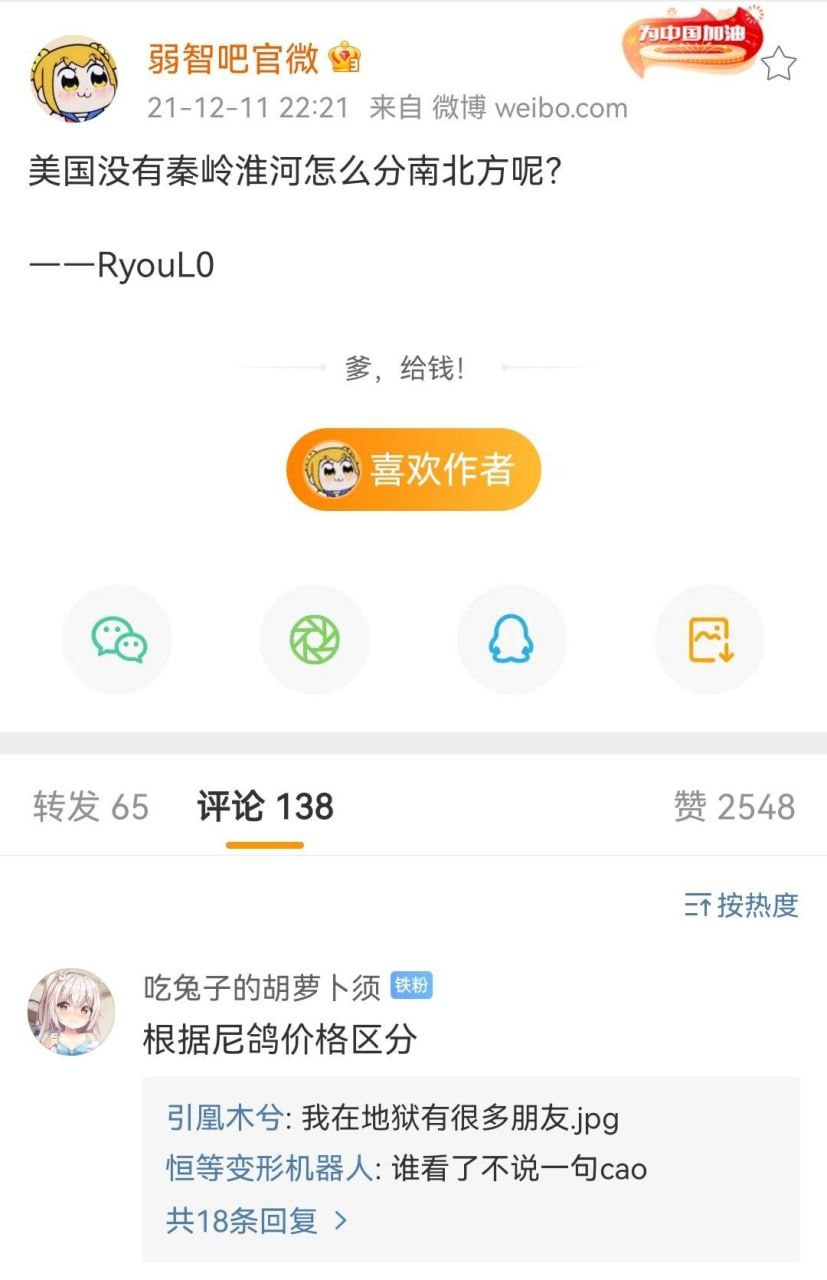 弱智吧官微
为中国加油
21-12-11 22:21 来自 微博 weibo.com
美国没有秦岭淮河怎么分南北方呢?
——RyouL0
爹，给钱!
喜欢作者
转发 65 评论 138 赞 2548
按热度
吃兔子的胡萝卜须 铁粉
根据尼鸽价格区分
引凰木兮: 我在地狱有很多朋友.jpg
恒等变形机器人: 谁看了不说一句cao
共18条回复 >